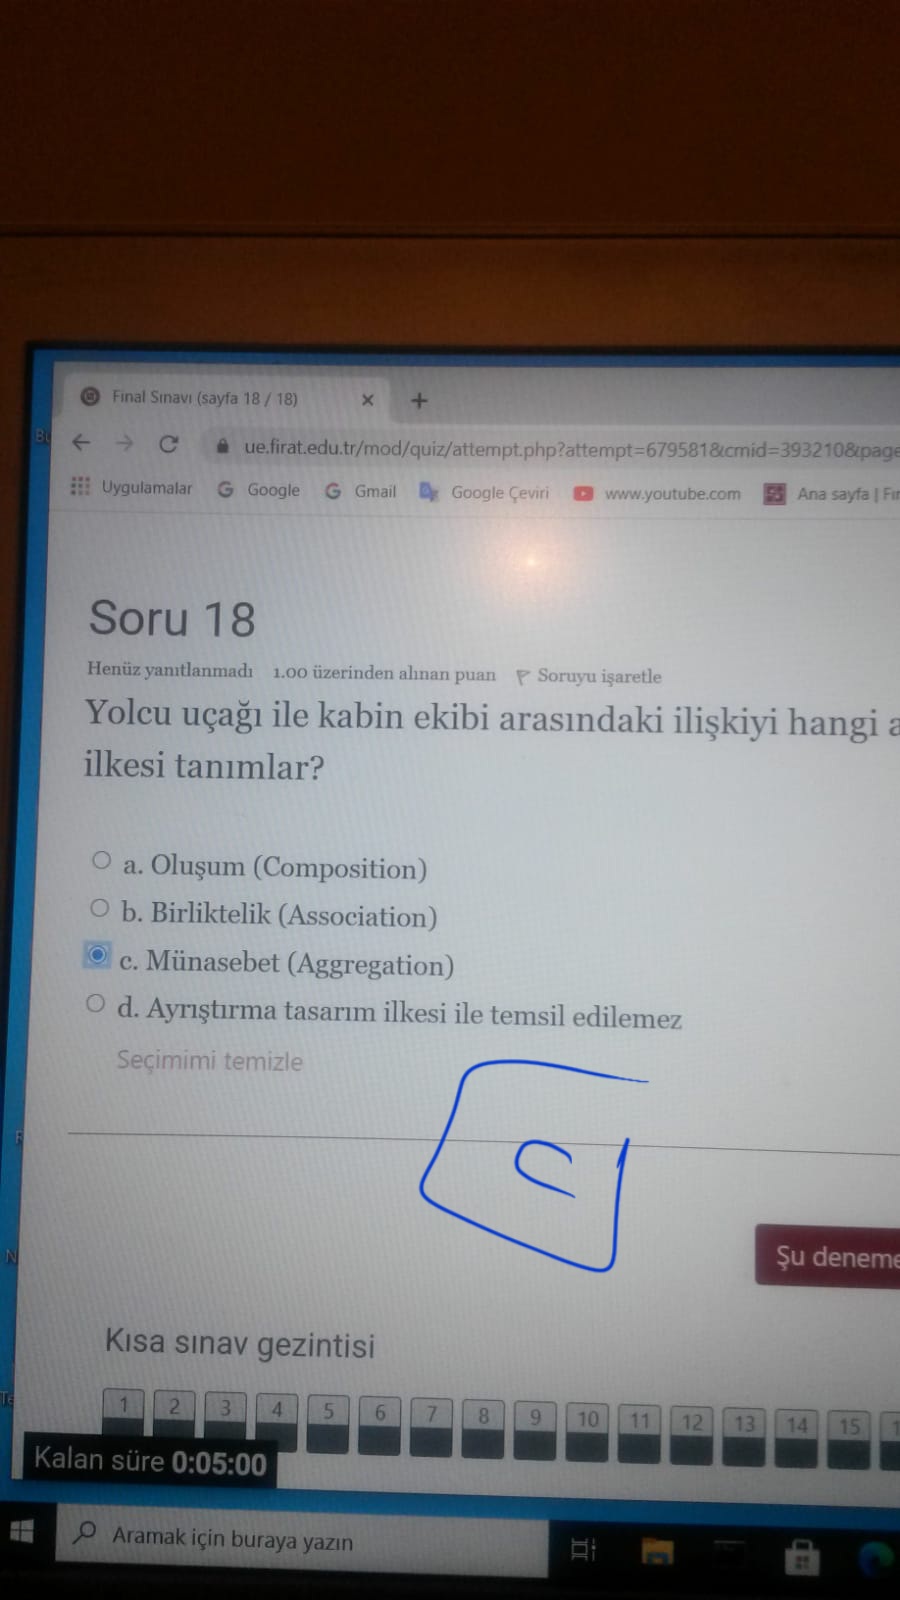 Final Sınavı (sayfa 18 / 18)
ue.firat.edu.tr/mod/quiz/attempt.php?attempt=679581&cmid=393210&page
Uygulamalar Google Gmail Google Çeviri www.youtube.com Ana sayfa | Fır
Soru 18
Henüz yanıtlanmadı 1.00 üzerinden alınan puan Soruyu işaretle
Yolcu uçağı ile kabin ekibi arasındaki ilişkiyi hangi a
ilkesi tanımlar?
a. Oluşum (Composition)
b. Birliktelik (Association)
c. Münasebet (Aggregation)
d. Ayrıştırma tasarım ilkesi ile temsil edilemez
Seçimimi temizle
Şu deneme
Kısa sınav gezintisi
1 2 3 4 5 6 7 8 9 10 11 12 13 14 15 1
Kalan süre 0:05:00
Aramak için buraya yazın